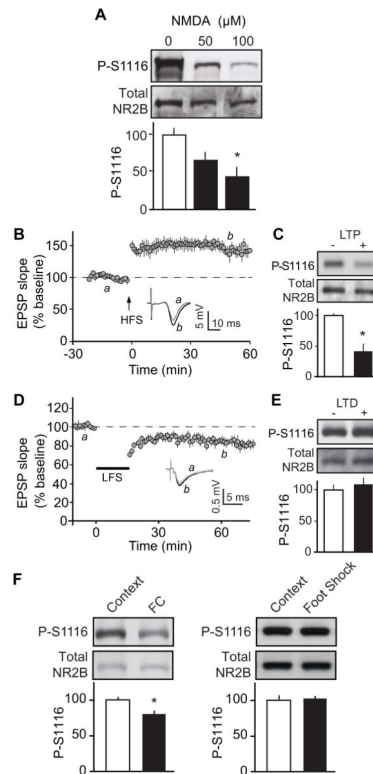 A
NMDA (µM)
0 50 100
P-S1116
Total
NR2B
P-S1116
100
50
0
*
B
EPSP slope
(% baseline)
150
100
50
0
a
b
HFS
a
b
5 mV
10 ms
-30 0 30 60
Time (min)
C
LTP
- +
P-S1116
Total
NR2B
P-S1116
100
50
0
*
D
EPSP slope
(% baseline)
120
100
80
60
40
20
0
a
b
LFS
a
b
0.5 mV
5 ms
0 30 60
Time (min)
E
LTD
- +
P-S1116
Total
NR2B
P-S1116
100
50
0
F
Context
FC
P-S1116
Total
NR2B
P-S1116
100
50
0
*
Context
Foot Shock
P-S1116
Total
NR2B
100
50
0